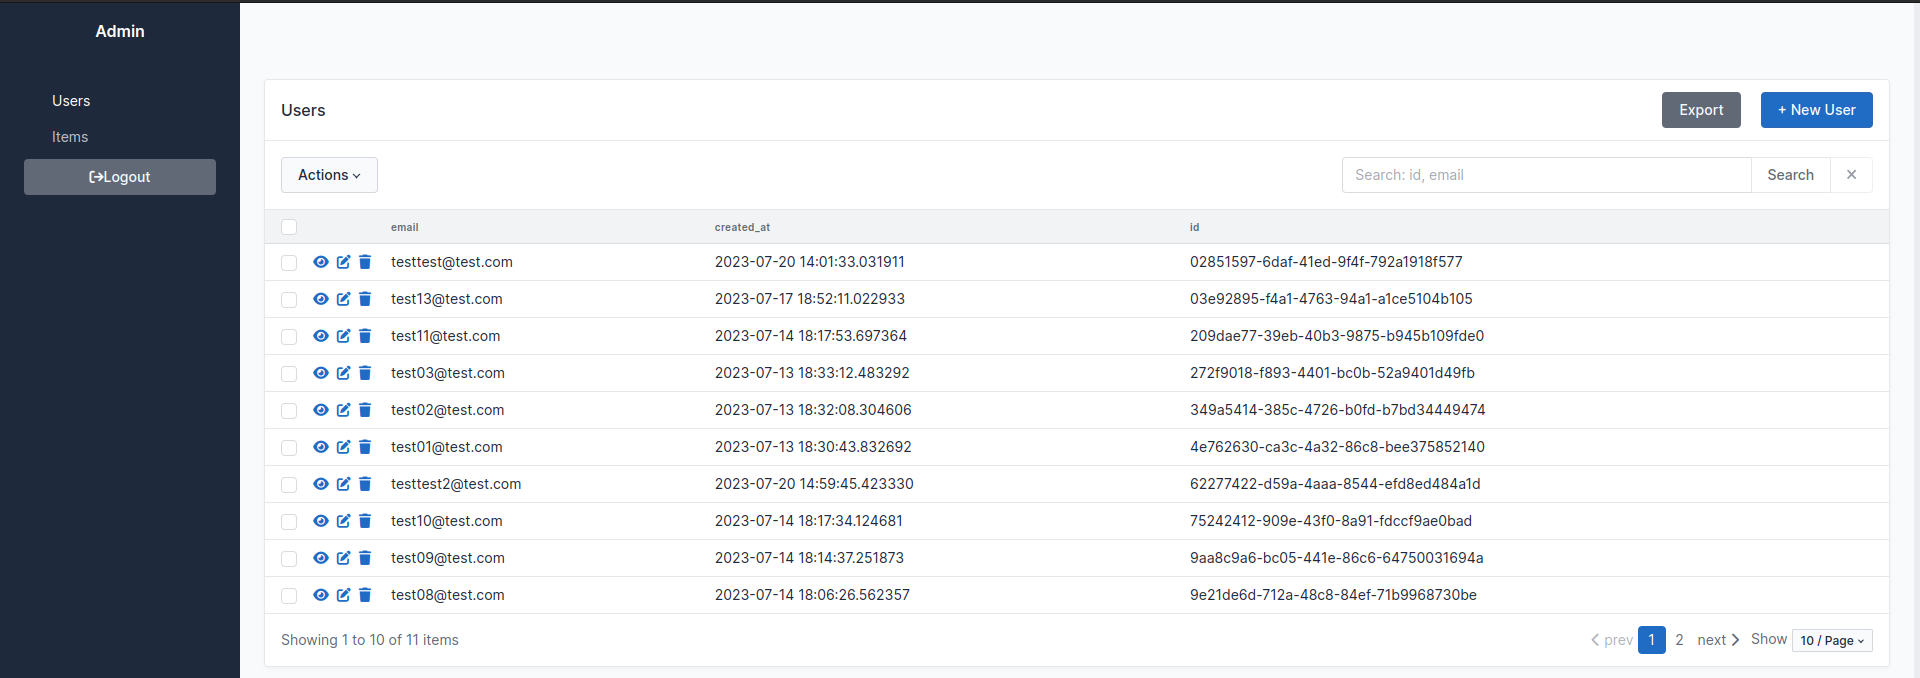 Admin
Users
Items
Logout
Users
Export
+ New User
Actions
Search: id, email
Search
×
email created_at id
testtest@test.com 2023-07-20 14:01:33.031911 02851597-6daf-41ed-9f4f-792a1918f577
test13@test.com 2023-07-17 18:52:11.022933 03e92895-f4a1-4763-94a1-a1ce5104b105
test11@test.com 2023-07-14 18:17:53.697364 209dae77-39eb-40b3-9875-b945b109fde0
test03@test.com 2023-07-13 18:33:12.483292 272f9018-f893-4401-bc0b-52a9401d49fb
test02@test.com 2023-07-13 18:32:08.304606 349a5414-385c-4726-b0fd-b7bd34449474
test01@test.com 2023-07-13 18:30:43.832692 4e762630-ca3c-4a32-86c8-bee375852140
testtest2@test.com 2023-07-20 14:59:45.423330 62277422-d59a-4aaa-8544-efd8ed484a1d
test10@test.com 2023-07-14 18:17:34.124681 75242412-909e-43f0-8a91-fdccf9ae0bad
test09@test.com 2023-07-14 18:14:37.251873 9aa8c9a6-bc05-441e-86c6-64750031694a
test08@test.com 2023-07-14 18:06:26.562357 9e21de6d-712a-48c8-84ef-71b9968730be
Showing 1 to 10 of 11 items
prev 1 2 next Show 10 / Page